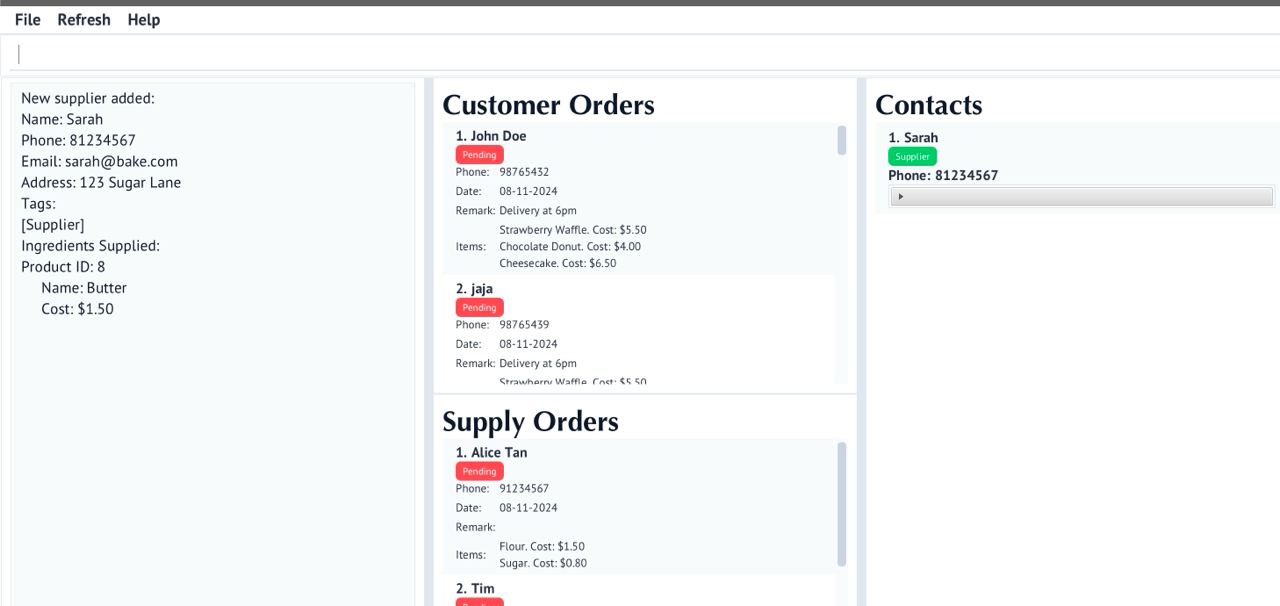 File Refresh Help
New supplier added:
Name: Sarah
Phone: 81234567
Email: sarah@bake.com
Address: 123 Sugar Lane
Tags:
[Supplier]
Ingredients Supplied:
Product ID: 8
Name: Butter
Cost: $1.50
Customer Orders
1. John Doe
Pending
Phone: 98765432
Date: 08-11-2024
Remark: Delivery at 6pm
Strawberry Waffle. Cost: $5.50
Items: Chocolate Donut. Cost: $4.00
Cheesecake. Cost: $6.50
2. jaja
Pending
Phone: 98765439
Date: 08-11-2024
Remark: Delivery at 6pm
Strawberry Waffle. Cost: $5.50
Supply Orders
1. Alice Tan
Pending
Phone: 91234567
Date: 08-11-2024
Remark:
Items: Flour. Cost: $1.50
Sugar. Cost: $0.80
2. Tim
Contacts
1. Sarah
Supplier
Phone: 81234567